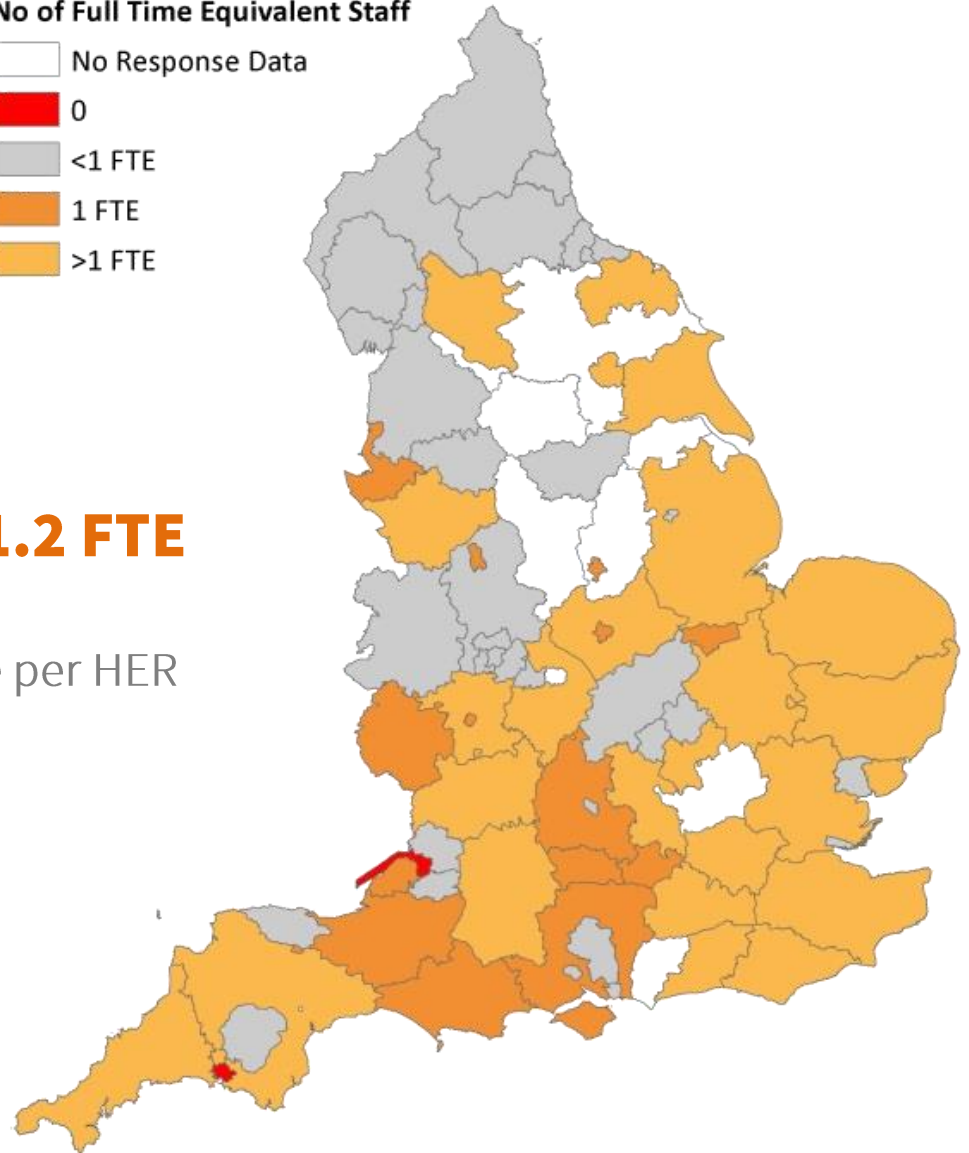 No of Full Time Equivalent Staff
No Response Data
0
<1 FTE
1 FTE
>1 FTE
1.2 FTE
per HER